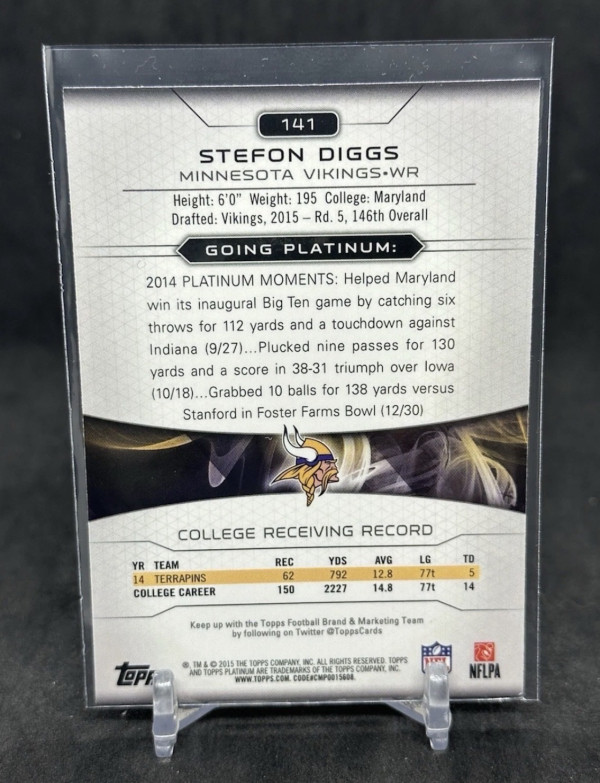 141
STEFON DIGGS
MINNESOTA VIKINGS•WR
Height: 6'0" Weight: 195 College: Maryland
Drafted: Vikings, 2015 – Rd. 5, 146th Overall
GOING PLATINUM:
2014 PLATINUM MOMENTS: Helped Maryland
win its inaugural Big Ten game by catching six
throws for 112 yards and a touchdown against
Indiana (9/27)...Plucked nine passes for 130
yards and a score in 38-31 triumph over Iowa
(10/18)...Grabbed 10 balls for 138 yards versus
Stanford in Foster Farms Bowl (12/30)
COLLEGE RECEIVING RECORD
YR TEAM REC YDS AVG LG TD
14 TERRAPINS 62 792 12.8 77t 5
COLLEGE CAREER 150 2227 14.8 77t 14
Keep up with the Topps Football Brand & Marketing Team
by following on Twitter @ToppsCards
®, TM & © 2015 THE TOPPS COMPANY, INC. ALL RIGHTS RESERVED. TOPPS
AND TOPPS PLATINUM ARE TRADEMARKS OF THE TOPPS COMPANY, INC.
WWW.TOPPS.COM. CODE#CMP0015608.
TOPPS
NFL
NFLPA